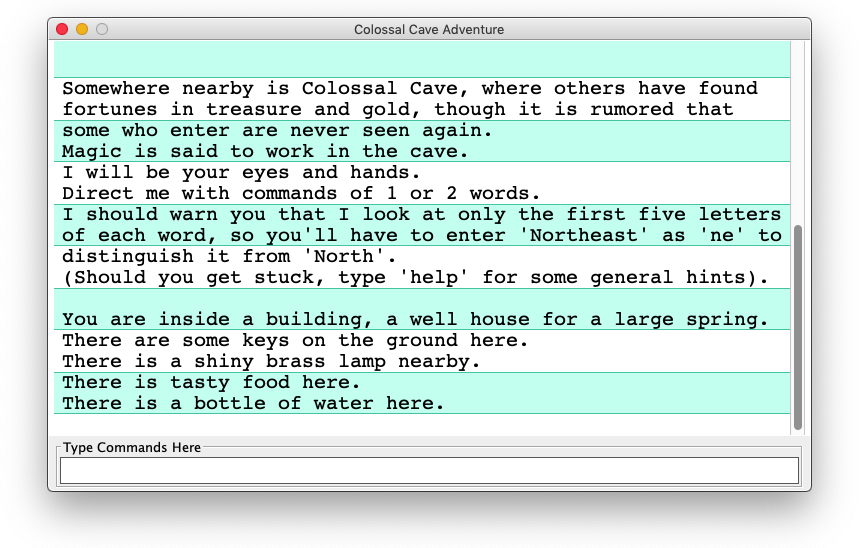 Colossal Cave Adventure
Somewhere nearby is Colossal Cave, where others have found
fortunes in treasure and gold, though it is rumored that
some who enter are never seen again.
Magic is said to work in the cave.
I will be your eyes and hands.
Direct me with commands of 1 or 2 words.
I should warn you that I look at only the first five letters
of each word, so you'll have to enter 'Northeast' as 'ne' to
distinguish it from 'North'.
(Should you get stuck, type 'help' for some general hints).
You are inside a building, a well house for a large spring.
There are some keys on the ground here.
There is a shiny brass lamp nearby.
There is tasty food here.
There is a bottle of water here.
Type Commands Here